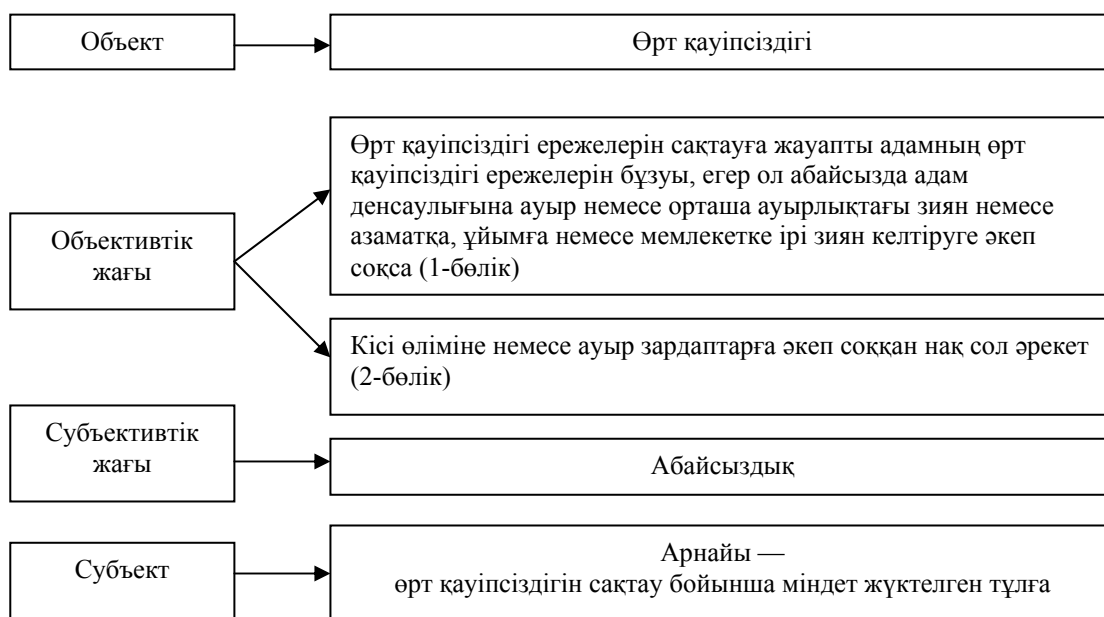 Объект
Өрт қауіпсіздігі
Объективтік
жағы
Өрт қауіпсіздігі ережелерін сақтауға жауапты адамның өрт
қауіпсіздігі ережелерін бұзуы, егер ол абайсызда адам
денсаулығына ауыр немесе орташа ауырлықтағы зиян немесе
азаматқа, ұйымға немесе мемлекетке ірі зиян келтіруге әкеп
соқса (1-бөлік)
Кісі өліміне немесе ауыр зардаптарға әкеп соққан нақ сол әрекет
(2-бөлік)
Субъективтік
жағы
Абайсыздық
Субъект
Арнайы —
өрт қауіпсіздігін сақтау бойынша міндет жүктелген тұлға